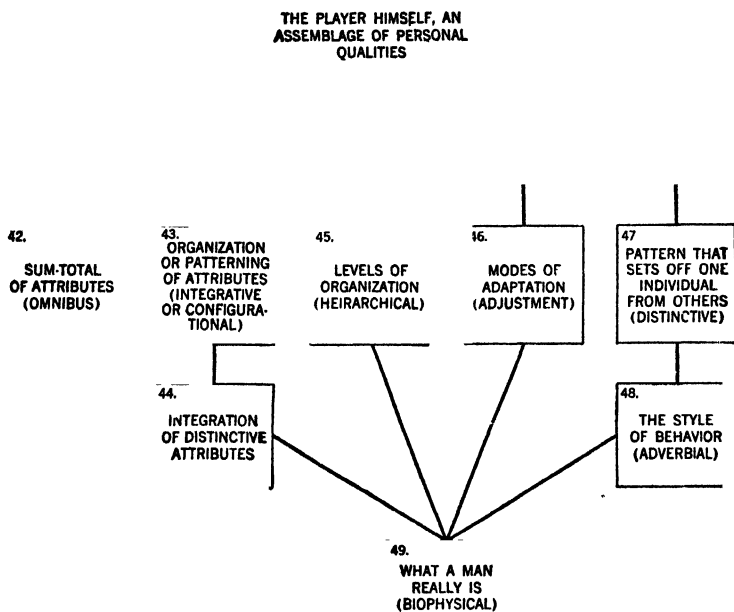 THE PLAYER HIMSELF, AN
ASSEMBLAGE OF PERSONAL
QUALITIES
42.
SUM-TOTAL
OF ATTRIBUTES
(OMNIBUS)
43.
ORGANIZATION
OR PATTERNING
OF ATTRIBUTES
(INTEGRATIVE
OR CONFIGURA-
TIONAL)
45.
LEVELS OF
ORGANIZATION
(HEIRARCHICAL)
46.
MODES OF
ADAPTATION
(ADJUSTMENT)
47
PATTERN THAT
SETS OFF ONE
INDIVIDUAL
FROM OTHERS
(DISTINCTIVE)
44.
INTEGRATION
OF DISTINCTIVE
ATTRIBUTES
48.
THE STYLE
OF BEHAVIOR
(ADVERBIAL)
49.
WHAT A MAN
REALLY IS
(BIOPHYSICAL)